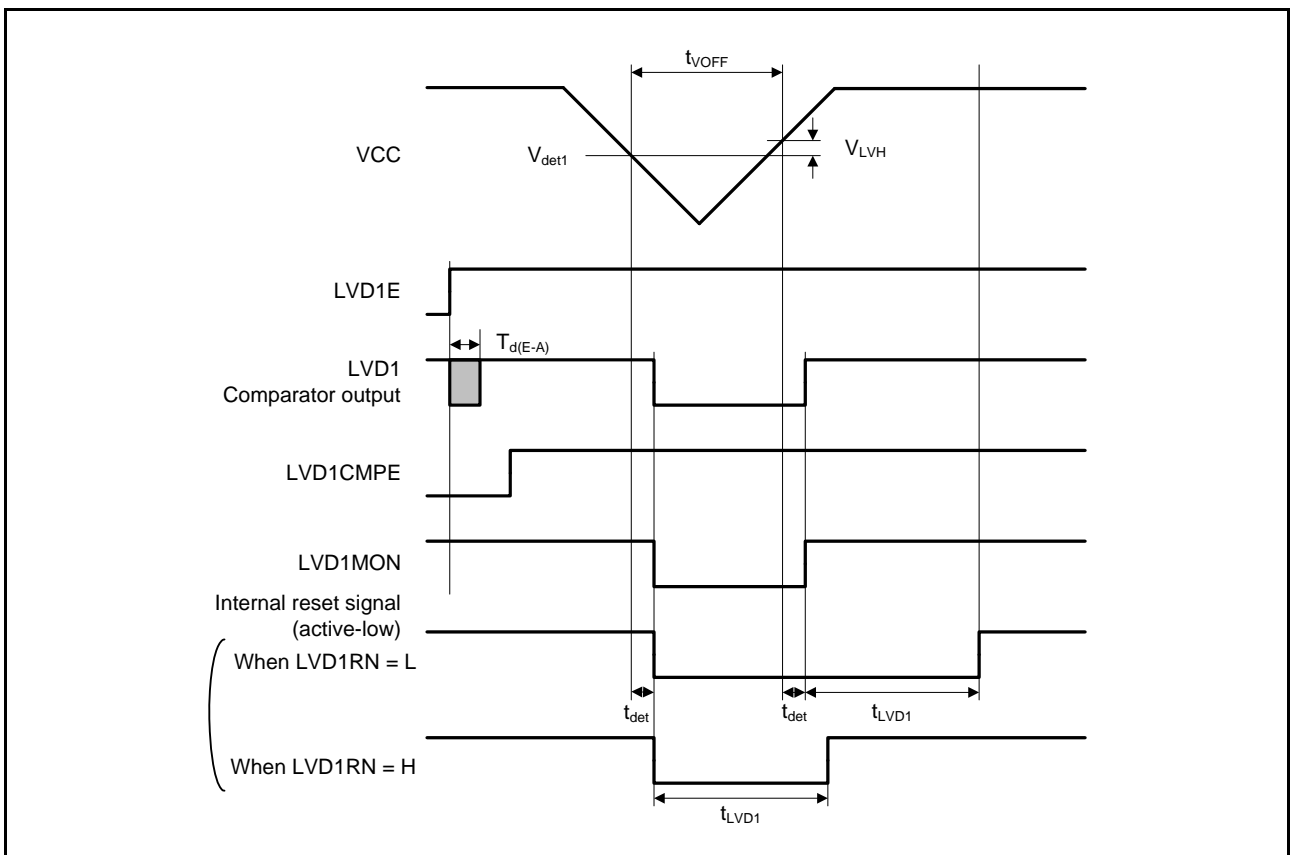 tVOFF
VCC
Vdet1
VLVH
LVD1E
Td(E-A)
LVD1
Comparator output
LVD1CMPE
LVD1MON
Internal reset signal
(active-low)
When LVD1RN = L
tdet
tdet
tLVD1
When LVD1RN = H
tLVD1